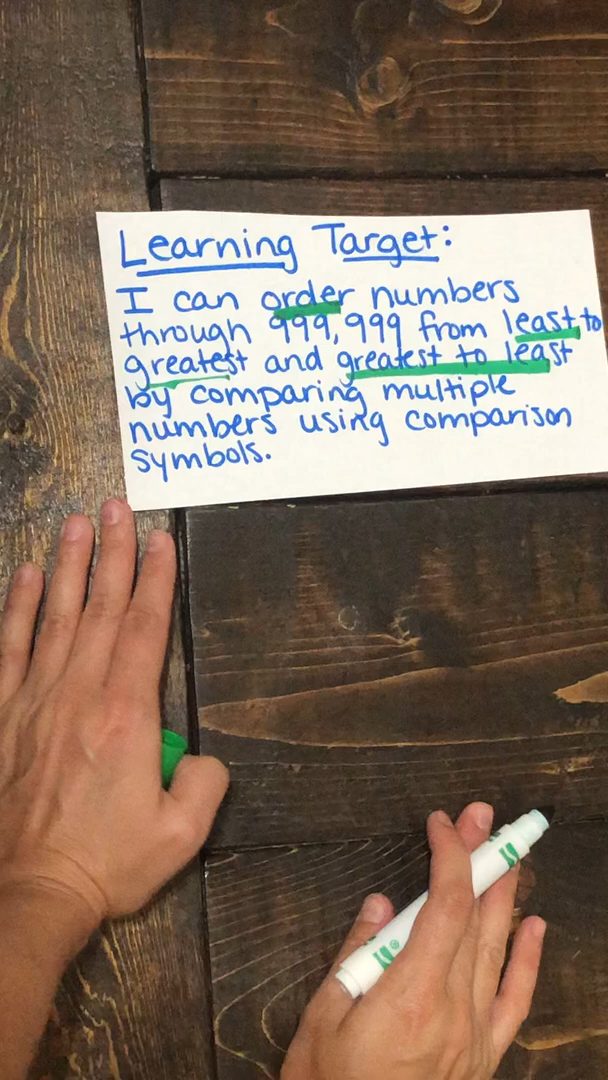 Learning Target:
I can order numbers
through 999,999 from least to
greatest and greatest to least
by comparing multiple
numbers using comparison
symbols.